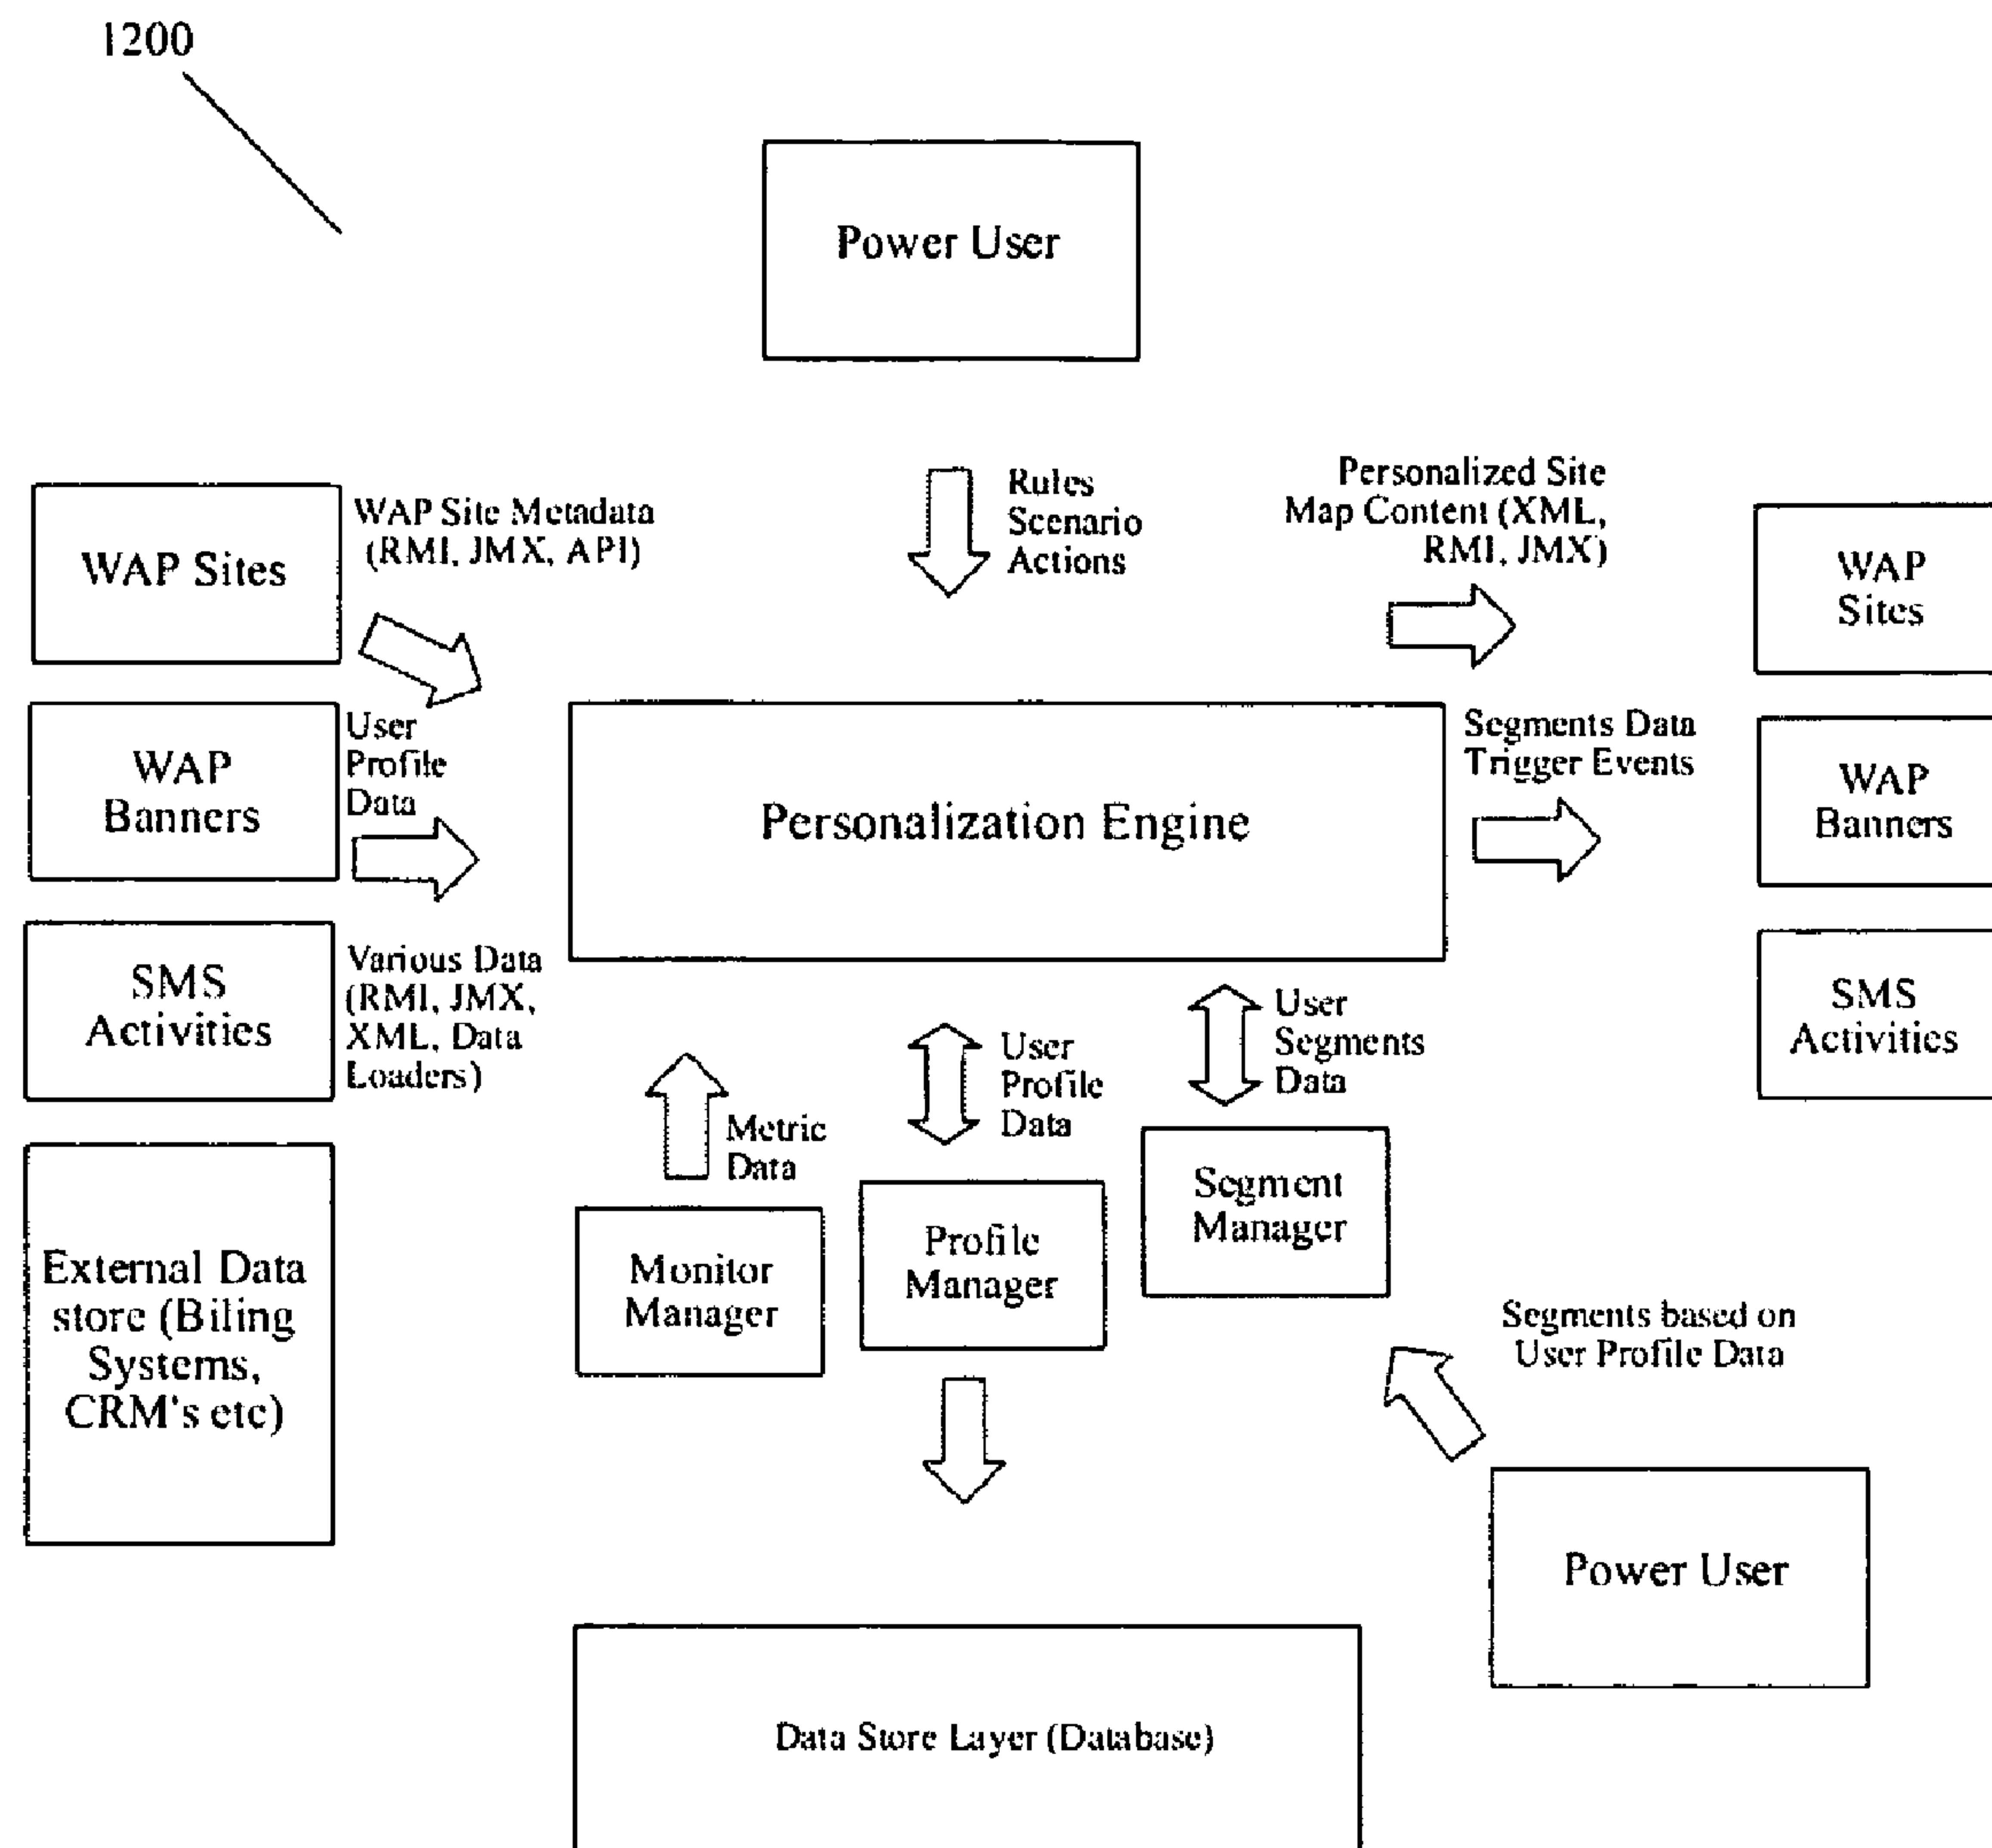 1200
Power User
Rules
Scenario
Actions
Personalized Site
Map Content (XML,
RMI, JMX)
WAP Sites
WAP Site Metadata
(RMI, JMX, API)
WAP
Sites
WAP
Banners
User
Profile
Data
Personalization Engine
Segments Data
Trigger Events
WAP
Banners
SMS
Activities
Various Data
(RMI, JMX,
XML, Data
Loaders)
SMS
Activities
Metric
Data
User
Profile
Data
User
Segments
Data
Monitor
Manager
Profile
Manager
Segment
Manager
External Data
store (Biling
Systems,
CRM's etc)
Segments based on
User Profile Data
Power User
Data Store Layer (Database)